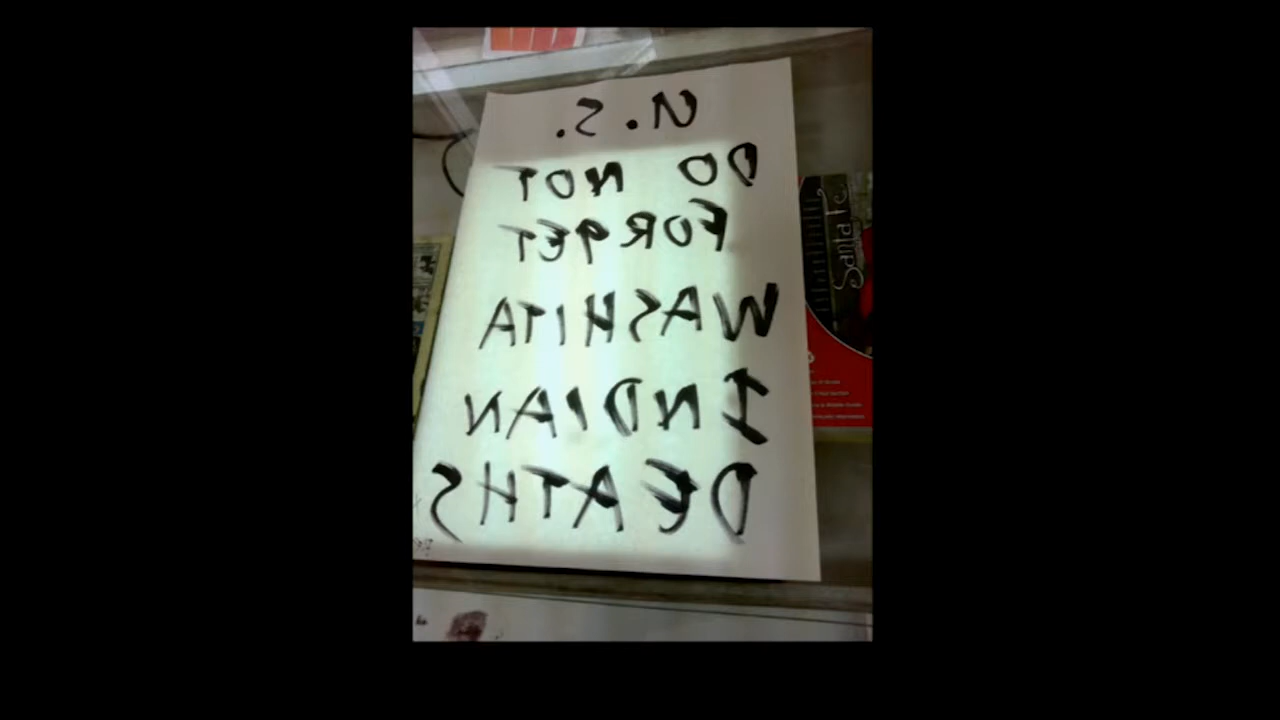 U.S.
DO NOT
FORGET
WASHITA
INDIAN
DEATHS
Santa Fe